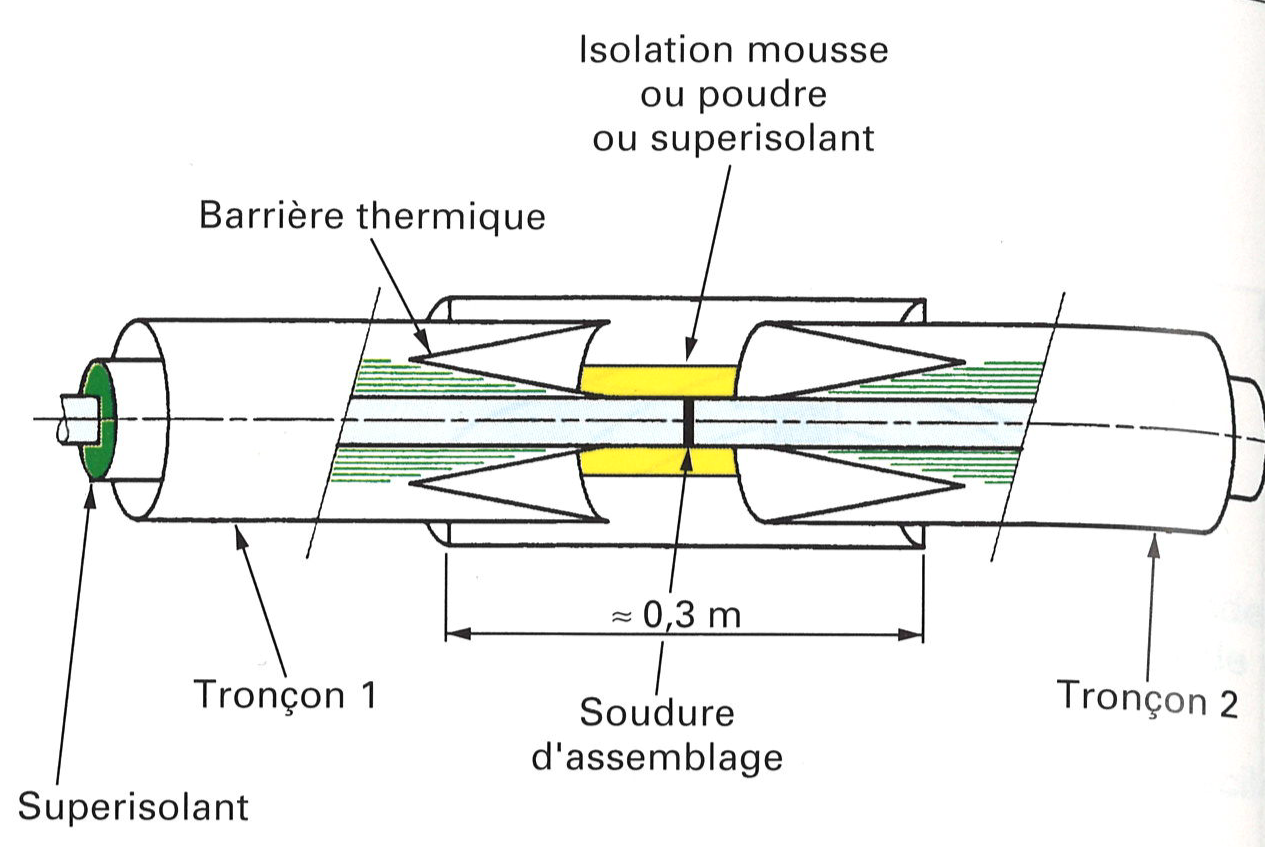 Isolation mousse
ou poudre
ou superisolant
Barrière thermique
≈ 0,3 m
Tronçon 1
Soudure
d'assemblage
Tronçon 2
Superisolant